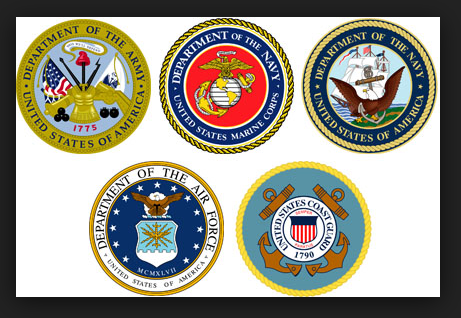 DEPARTMENT OF THE ARMY
UNITED STATES OF AMERICA
1775
DEPARTMENT OF THE NAVY
UNITED STATES MARINE CORPS
DEPARTMENT OF THE NAVY
UNITED STATES OF AMERICA
DEPARTMENT OF THE AIR FORCE
MCMXLVII
UNITED STATES OF AMERICA
UNITED STATES COAST GUARD
1790